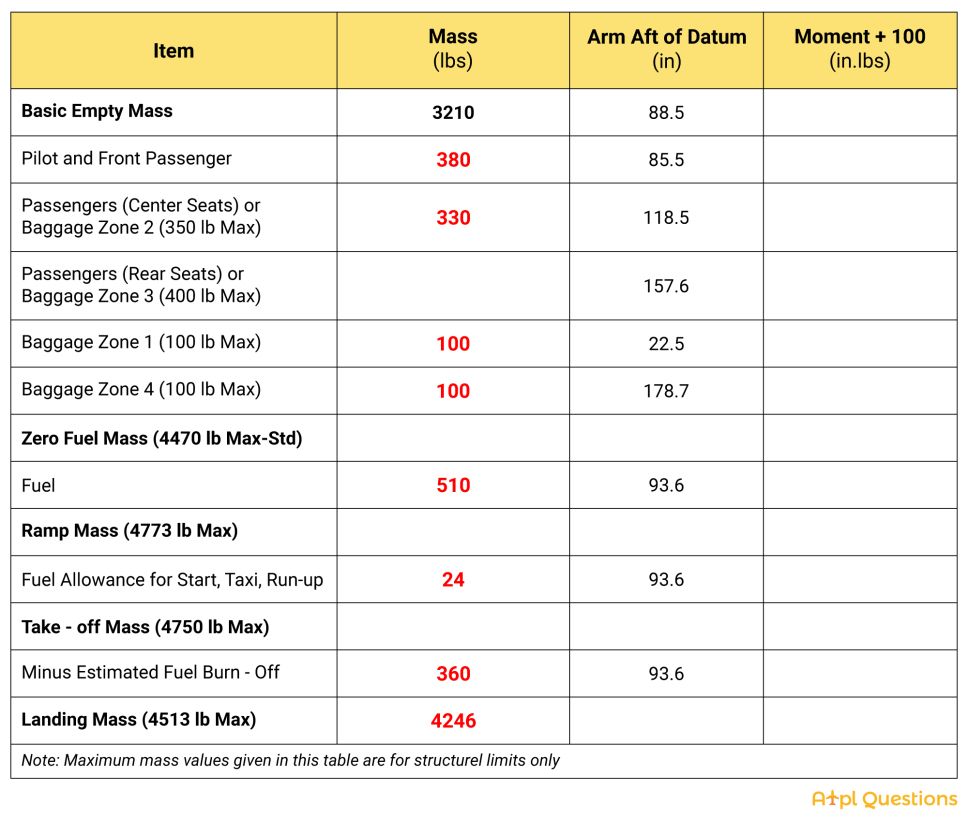 Item
Mass
(lbs)
Arm Aft of Datum
(in)
Moment + 100
(in.lbs)
Basic Empty Mass 3210 88.5
Pilot and Front Passenger 380 85.5
Passengers (Center Seats) or
Baggage Zone 2 (350 lb Max) 330 118.5
Passengers (Rear Seats) or
Baggage Zone 3 (400 lb Max) 157.6
Baggage Zone 1 (100 lb Max) 100 22.5
Baggage Zone 4 (100 lb Max) 100 178.7
Zero Fuel Mass (4470 lb Max-Std)
Fuel 510 93.6
Ramp Mass (4773 lb Max)
Fuel Allowance for Start, Taxi, Run-up 24 93.6
Take - off Mass (4750 lb Max)
Minus Estimated Fuel Burn - Off 360 93.6
Landing Mass (4513 lb Max) 4246
Note: Maximum mass values given in this table are for structurel limits only
Atpl Questions